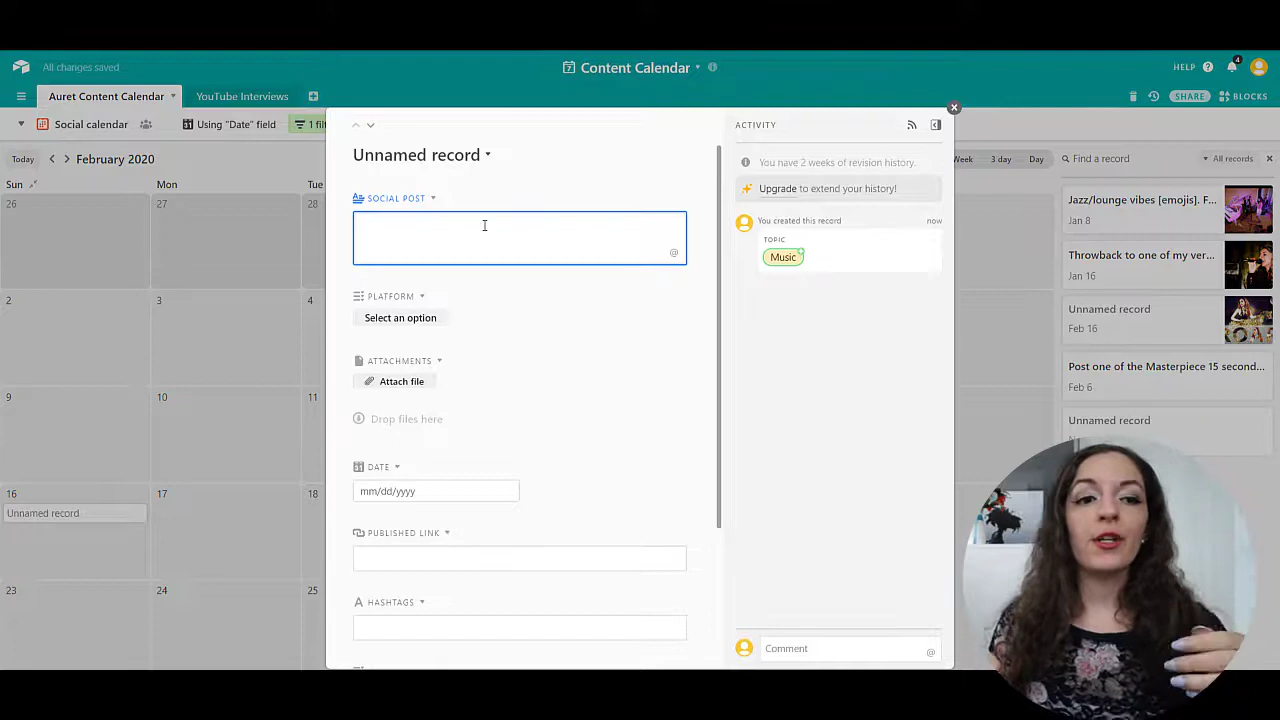 All changes saved
Content Calendar
HELP
4
Auret Content Calendar
YouTube Interviews
SHARE
BLOCKS
Social calendar
Using "Date" field
Today
February 2020
Week
3 day
Day
Find a record
All records
Sun
Mon
Tue
26
27
28
2
3
4
9
10
11
16
17
18
Unnamed record
23
24
25
Unnamed record
SOCIAL POST
@
PLATFORM
Select an option
ATTACHMENTS
Attach file
Drop files here
DATE
mm/dd/yyyy
PUBLISHED LINK
HASHTAGS
ACTIVITY
You have 2 weeks of revision history.
Upgrade to extend your history!
You created this record
now
TOPIC
Music
Comment
@
Jazz/lounge vibes [emojis]. F...
Jan 8
Throwback to one of my ver...
Jan 16
Unnamed record
Feb 16
Post one of the Masterpiece 15 second...
Feb 6
Unnamed record